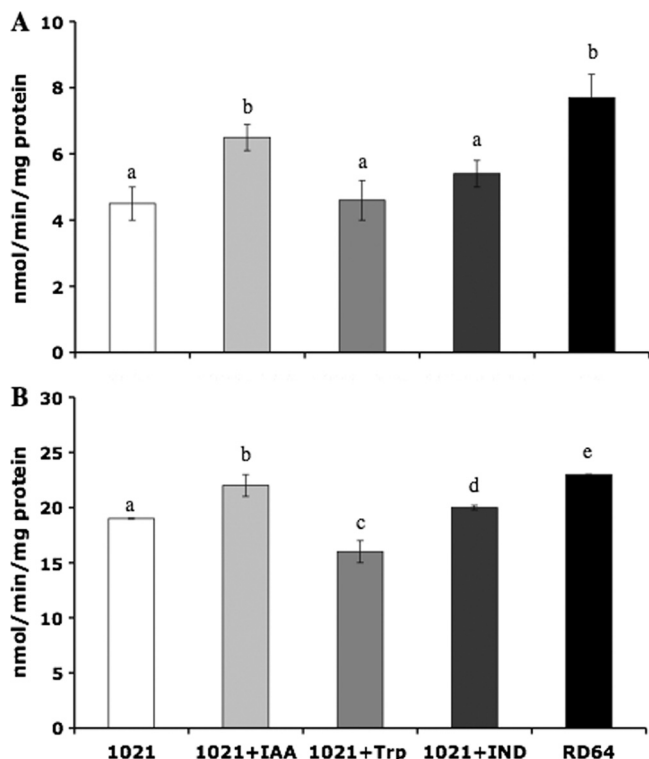 A
nmol/min/mg protein
10
8
6
4
2
0
a
b
a
a
b
B
nmol/min/mg protein
30
25
20
15
10
5
0
a
b
c
d
e
1021
1021+IAA
1021+Trp
1021+IND
RD64